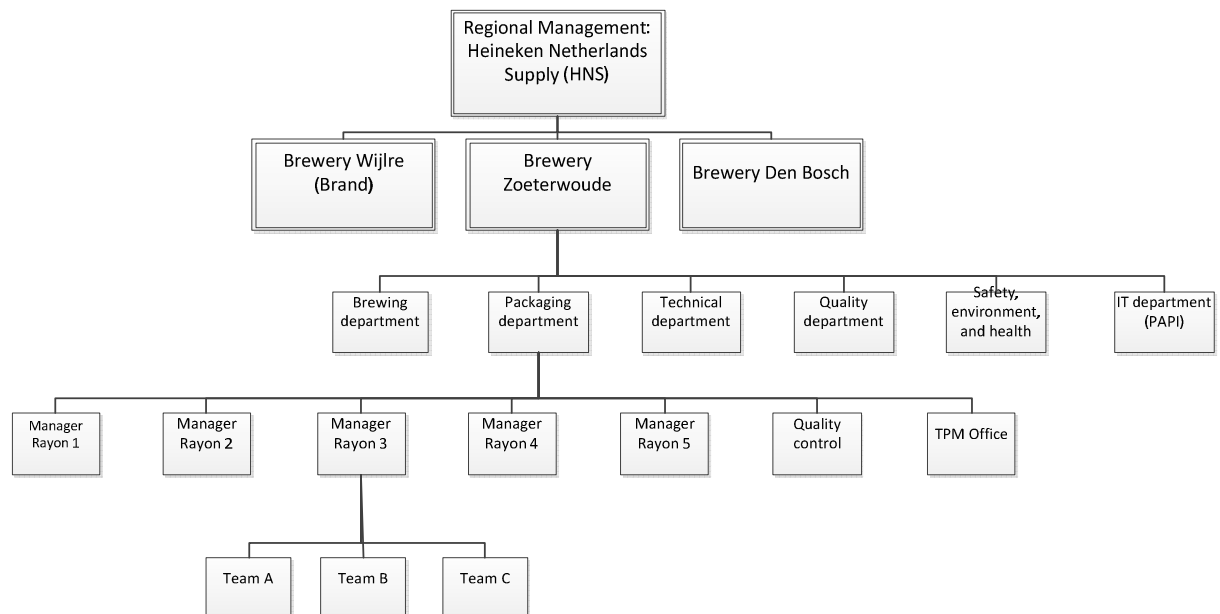 Regional Management:
Heineken Netherlands
Supply (HNS)
Brewery Wijlre
(Brand)
Brewery
Zoeterwoude
Brewery Den Bosch
Brewing
department
Packaging
department
Technical
department
Quality
department
Safety,
environment,
and health
IT department
(PAPI)
Manager
Rayon 1
Manager
Rayon 2
Manager
Rayon 3
Manager
Rayon 4
Manager
Rayon 5
Quality
control
TPM Office
Team A
Team B
Team C